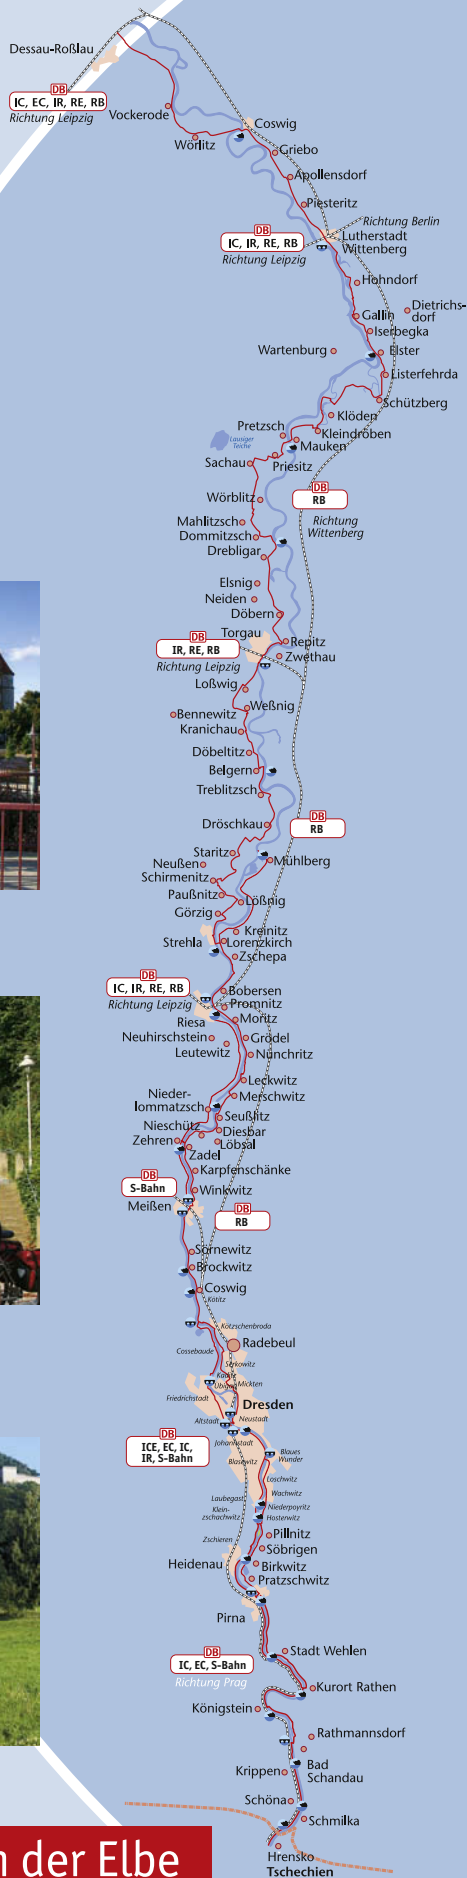 Dessau-Roßlau
DB
IC, EC, IR, RE, RB
Richtung Leipzig
Vockerode
Wörlitz
Coswig
Griebo
Apollensdorf
Piesteritz
Richtung Berlin
DB
IC, IR, RE, RB
Richtung Leipzig
Lutherstadt
Wittenberg
Hohndorf
Dietrichs-
dorf
Gallin
Iserbegka
Wartenburg
Elster
Listerfehrda
Schützberg
Klöden
Pretzsch
Kleindröben
Lausiger
Teiche
Mauken
Sachau
Priesitz
Wörblitz
DB
RB
Richtung
Wittenberg
Mahlitzsch
Dommitzsch
Drebligar
Elsnig
Neiden
Döbern
Torgau
DB
IR, RE, RB
Richtung Leipzig
Repitz
Zwethau
Loßwig
Weßnig
Bennewitz
Kranichau
Döbeltitz
Belgern
Treblitzsch
DB
RB
Dröschkau
Staritz
Mühlberg
Neußen
Schirmenitz
Paußnitz
Lößnig
Görzig
Kreinitz
Strehla
Lorenzkirch
Zschepa
DB
IC, IR, RE, RB
Richtung Leipzig
Bobersen
Promnitz
Riesa
Moritz
Neuhirschstein
Grödel
Leutewitz
Nünchritz
Leckwitz
Merschwitz
Nieder-
lommatzsch
Seußlitz
Nieschütz
Diesbar
Zehren
Löbsal
Zadel
Karpfenschänke
DB
S-Bahn
Winkwitz
Meißen
DB
RB
Sörnewitz
Brockwitz
Coswig
Kötitz
Kötzschenbroda
Radebeul
Cossebaude
Serkowitz
Kaditz
Übigau
Mickten
Friedrichstadt
Dresden
Altstadt
Neustadt
Johannstadt
DB
ICE, EC, IC,
IR, S-Bahn
Blasewitz
Blaues
Wunder
Loschwitz
Wachwitz
Laubegast
Niederpoyritz
Klein-
zschachwitz
Hosterwitz
Zschieren
Pillnitz
Söbrigen
Heidenau
Birkwitz
Pratzschwitz
Pirna
DB
IC, EC, S-Bahn
Richtung Prag
Stadt Wehlen
Kurort Rathen
Königstein
Rathmannsdorf
Krippen
Bad
Schandau
Schöna
Schmilka
Hrensko
Tschechien
n der Elbe